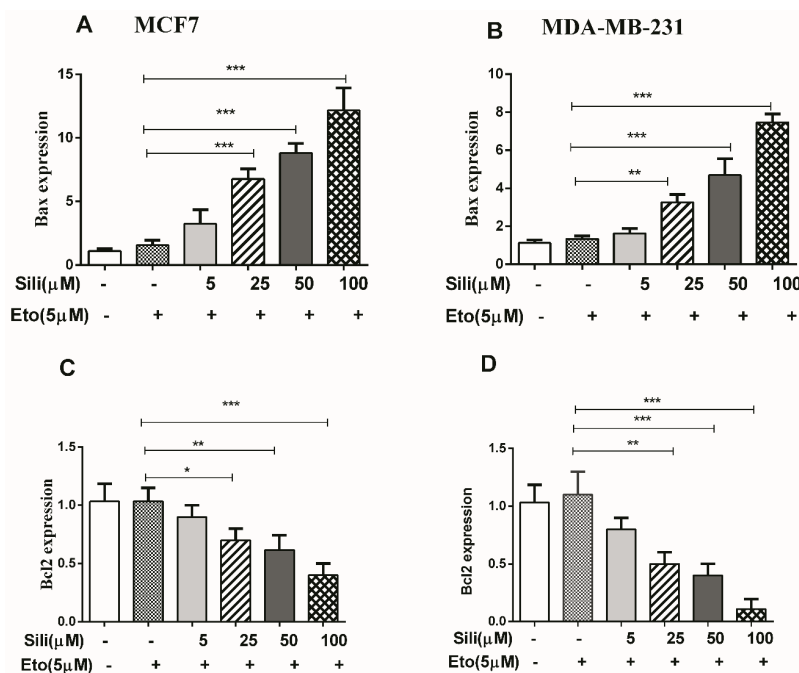 A MCF7
B MDA-MB-231
***
***
***
15
10
5
0
Bax expression
Sili(μM) - - 5 25 50 100
Eto(5μM) - + + + + +
***
***
**
10
8
6
4
2
0
Bax expression
Sili(μM) - - 5 25 50 100
Eto(5μM) - + + + + +
C
***
**
*
1.5
1.0
0.5
0.0
Bcl2 expression
Sili(μM) - - 5 25 50 100
Eto(5μM) - + + + + +
D
***
***
**
1.5
1.0
0.5
0.0
Bcl2 expression
Sili(μM) - - 5 25 50 100
Eto(5μM) - + + + + +